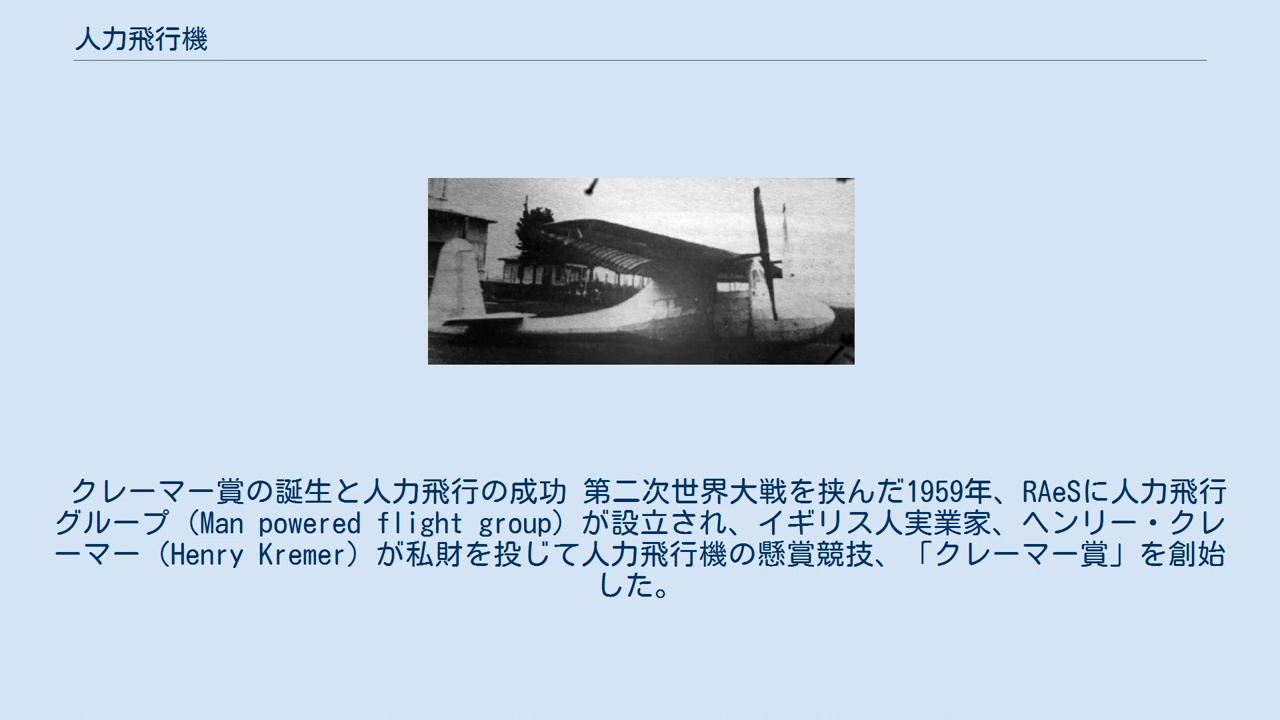 人力飛行機
クレーマー賞の誕生と人力飛行の成功 第二次世界大戦を挟んだ1959年、RAeSに人力飛行
グループ（Man powered flight group）が設立され、イギリス人実業家、ヘンリー・クレ
ーマー（Henry Kremer）が私財を投じて人力飛行機の懸賞競技、「クレーマー賞」を創始
した。